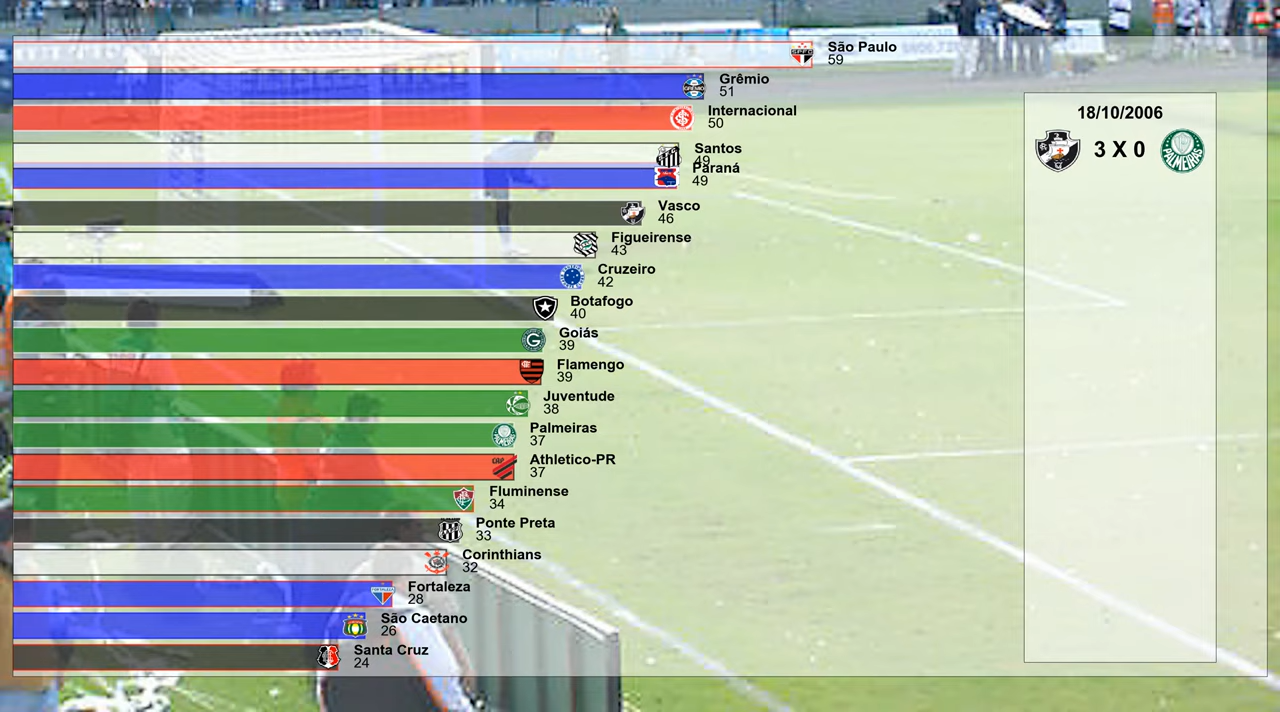 São Paulo
59
Grêmio
51
Internacional
50
Santos
49
Paraná
49
Vasco
46
Figueirense
43
Cruzeiro
42
Botafogo
40
Goiás
39
Flamengo
39
Juventude
38
Palmeiras
37
Athletico-PR
37
Fluminense
34
Ponte Preta
33
Corinthians
32
Fortaleza
28
São Caetano
26
Santa Cruz
24
18/10/2006
3 X 0
PALMEIRAS